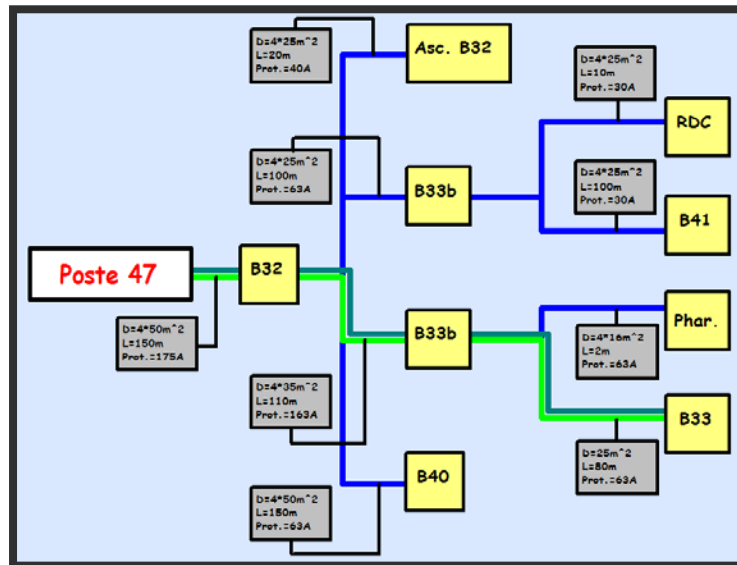 D=4*25m^2
L=20m
Prot.=40A
Asc. B32
D=4*25m^2
L=10m
Prot.=30A
RDC
D=4*25m^2
L=100m
Prot.=63A
B33b
D=4*25m^2
L=100m
Prot.=30A
B41
Poste 47
B32
D=4*50m^2
L=150m
Prot.=175A
B33b
Phar.
D=4*16m^2
L=2m
Prot.=63A
D=4*35m^2
L=110m
Prot.=163A
B33
D=25m^2
L=80m
Prot.=63A
B40
D=4*50m^2
L=150m
Prot.=63A